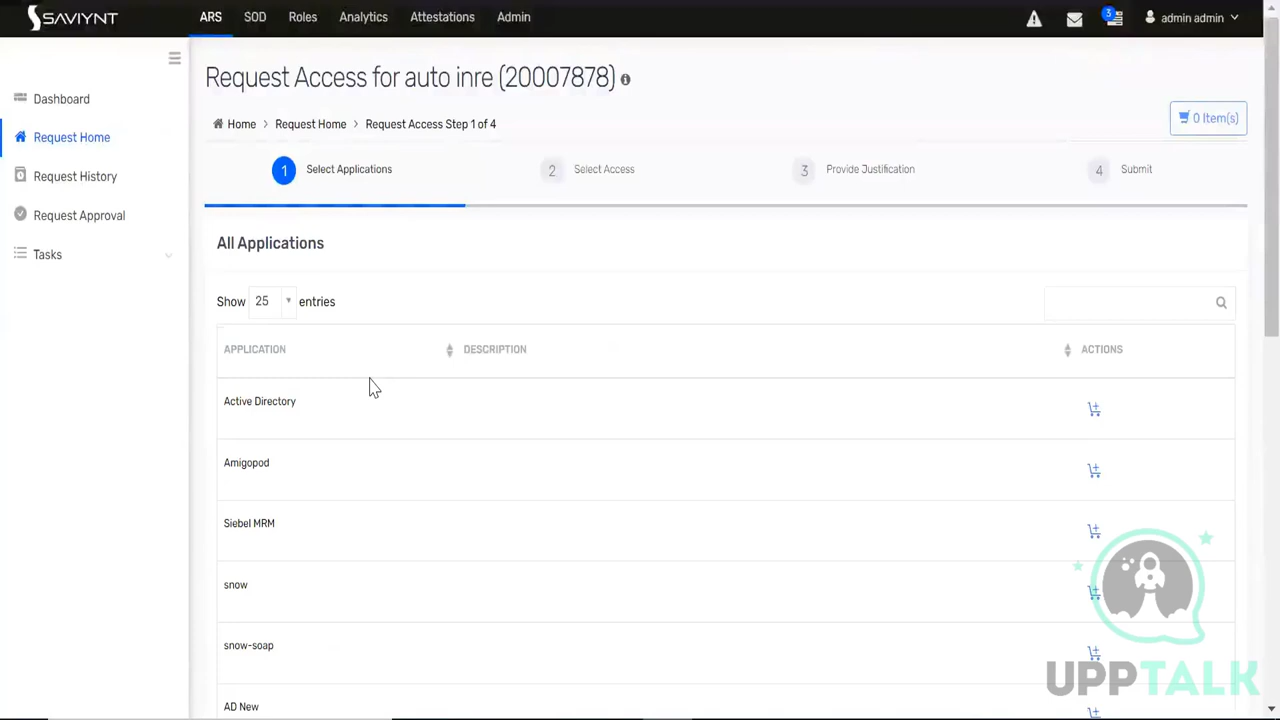 SAVIYNT
ARS SOD Roles Analytics Attestations Admin
3 admin admin
Dashboard
Request Home
Request History
Request Approval
Tasks
Request Access for auto inre (20007878)
Home > Request Home > Request Access Step 1 of 4
0 Item(s)
1 Select Applications 2 Select Access 3 Provide Justification 4 Submit
All Applications
Show 25 entries
APPLICATION DESCRIPTION ACTIONS
Active Directory
Amigopod
Siebel MRM
snow
snow-soap
AD New
UPPTALK